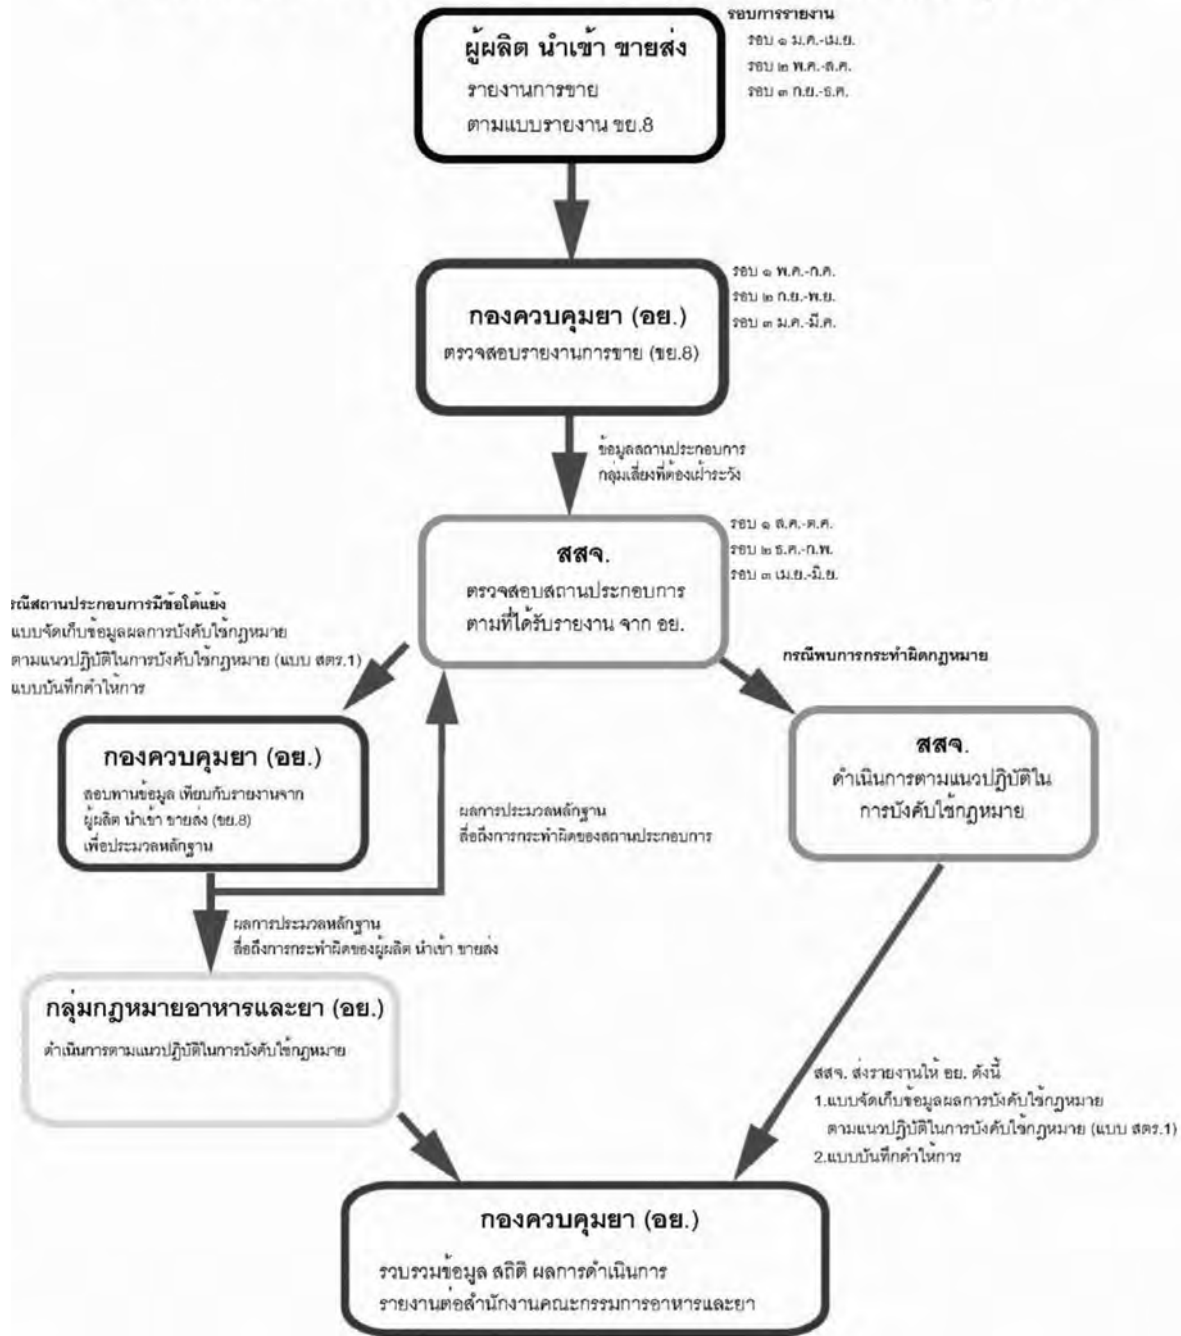 ผู้ผลิต นำเข้า ขายส่ง
รายงานการขาย
ตามแบบรายงาน ขย.8
รอบการรายงาน
รอบ ๑ ม.ค.-เม.ย.
รอบ ๒ พ.ค.-ส.ค.
รอบ ๓ ก.ย.-ธ.ค.
กองควบคุมยา (อย.)
ตรวจสอบรายงานการขาย (ขย.8)
รอบ ๑ พ.ค.-ก.ค.
รอบ ๒ ก.ย.-พ.ย.
รอบ ๓ ม.ค.-มี.ค.
ข้อมูลสถานประกอบการ
กลุ่มเสี่ยงที่ต้องเฝ้าระวัง
สสจ.
ตรวจสอบสถานประกอบการ
ตามที่ได้รับรายงาน จาก อย.
รอบ ๑ ส.ค.-ต.ค.
รอบ ๒ ธ.ค.-ก.พ.
รอบ ๓ เม.ย.-มิ.ย.
รณีสถานประกอบการมีข้อโต้แย้ง
แบบจัดเก็บข้อมูลผลการบังคับใช้กฎหมาย
ตามแนวปฏิบัติในการบังคับใช้กฎหมาย (แบบ สตร.1)
แบบบันทึกคำให้การ
กรณีพบการกระทำผิดกฎหมาย
กองควบคุมยา (อย.)
สอบทานข้อมูล เทียบกับรายงานจาก
ผู้ผลิต นำเข้า ขายส่ง (ขย.8)
เพื่อประมวลหลักฐาน
ผลการประมวลหลักฐาน
สื่อถึงการกระทำผิดของสถานประกอบการ
สสจ.
ดำเนินการตามแนวปฏิบัติใน
การบังคับใช้กฎหมาย
ผลการประมวลหลักฐาน
สื่อถึงการกระทำผิดของผู้ผลิต นำเข้า ขายส่ง
กลุ่มกฎหมายอาหารและยา (อย.)
ดำเนินการตามแนวปฏิบัติในการบังคับใช้กฎหมาย
สสจ. ส่งรายงานให้ อย. ดังนี้
1.แบบจัดเก็บข้อมูลผลการบังคับใช้กฎหมาย
ตามแนวปฏิบัติในการบังคับใช้กฎหมาย (แบบ สตร.1)
2.แบบบันทึกคำให้การ
กองควบคุมยา (อย.)
รวบรวมข้อมูล สถิติ ผลการดำเนินการ
รายงานต่อสำนักงานคณะกรรมการอาหารและยา